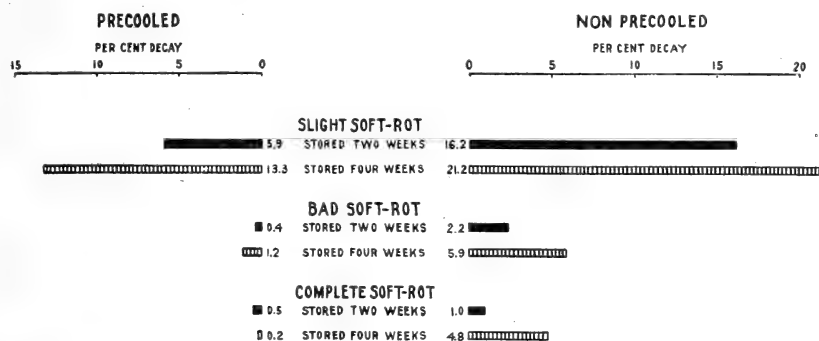 PRECOOLED NON PRECOOLED
PER CENT DECAY PER CENT DECAY
15 10 5 0 0 5 10 15 20
SLIGHT SOFT-ROT
5.9 STORED TWO WEEKS 16.2
13.3 STORED FOUR WEEKS 21.2
BAD SOFT-ROT
0.4 STORED TWO WEEKS 2.2
1.2 STORED FOUR WEEKS 5.9
COMPLETE SOFT-ROT
0.5 STORED TWO WEEKS 1.0
0.2 STORED FOUR WEEKS 4.8